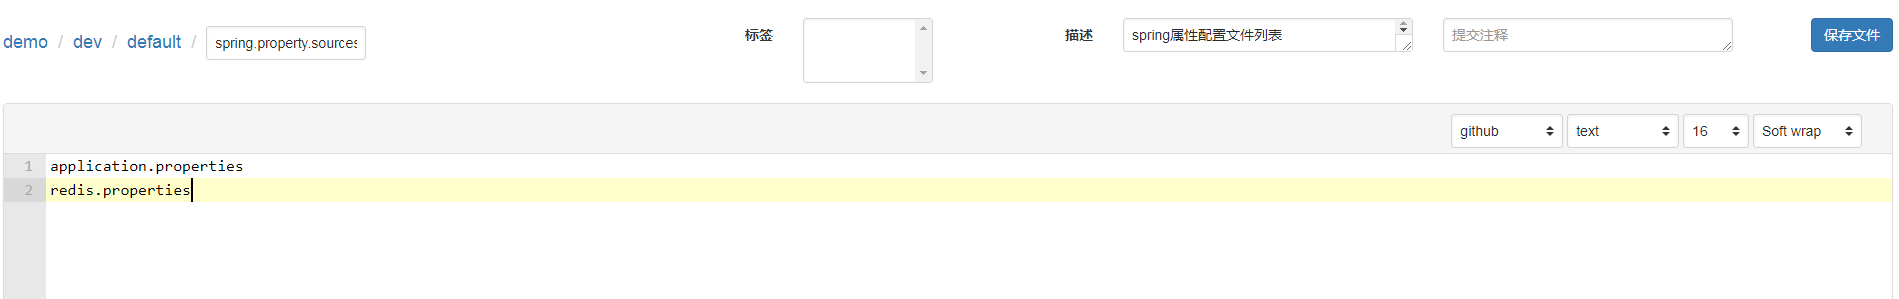 demo / dev / default / spring.property.sources
标签
描述
spring属性配置文件列表
提交注释
保存文件
github
text
16
Soft wrap
1 application.properties
2 redis.properties